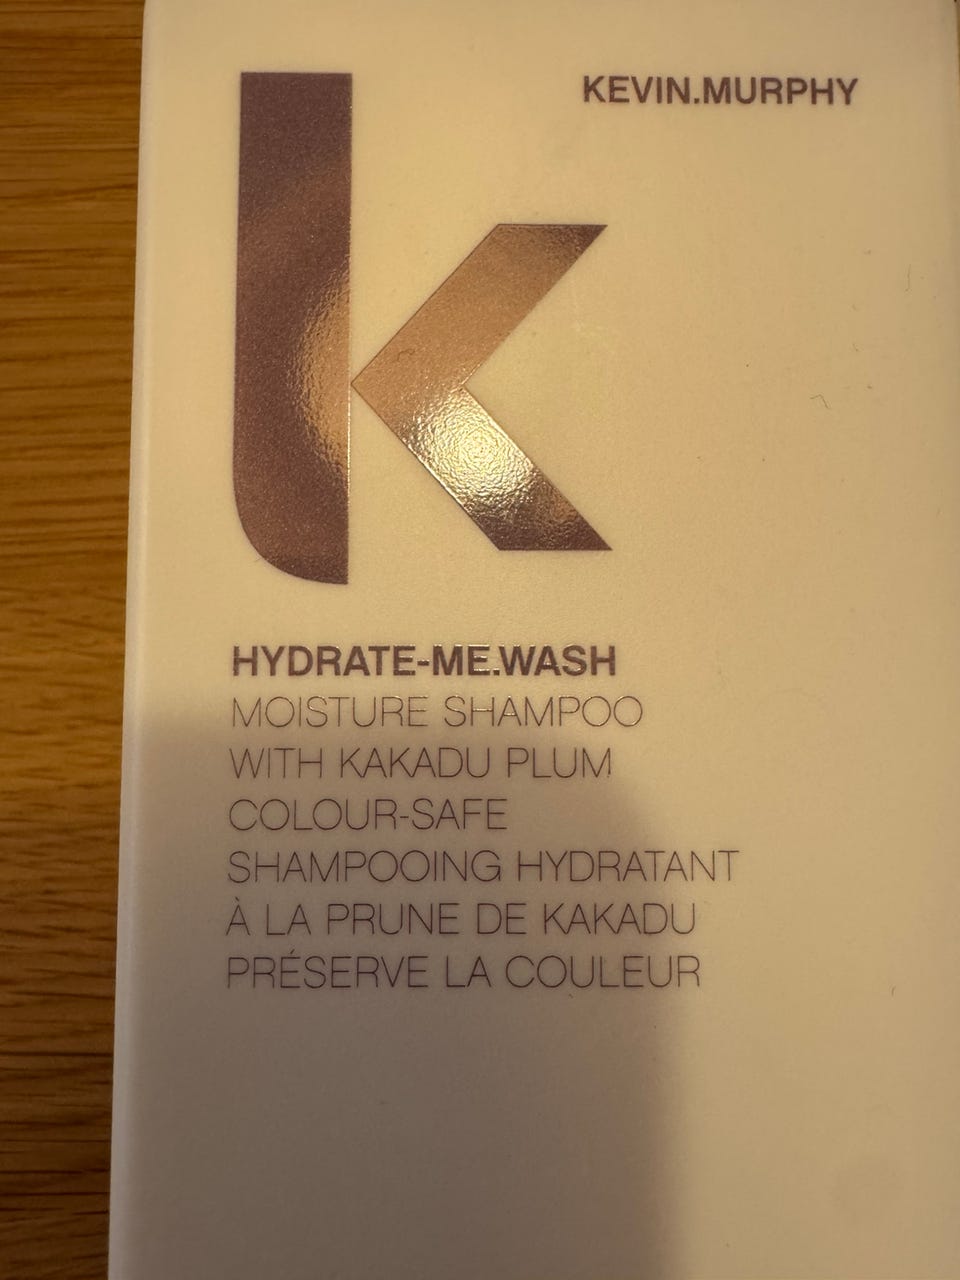 KEVIN.MURPHY
k
HYDRATE-ME.WASH
MOISTURE SHAMPOO
WITH KAKADU PLUM
COLOUR-SAFE
SHAMPOOING HYDRATANT
À LA PRUNE DE KAKADU
PRÉSERVE LA COULEUR